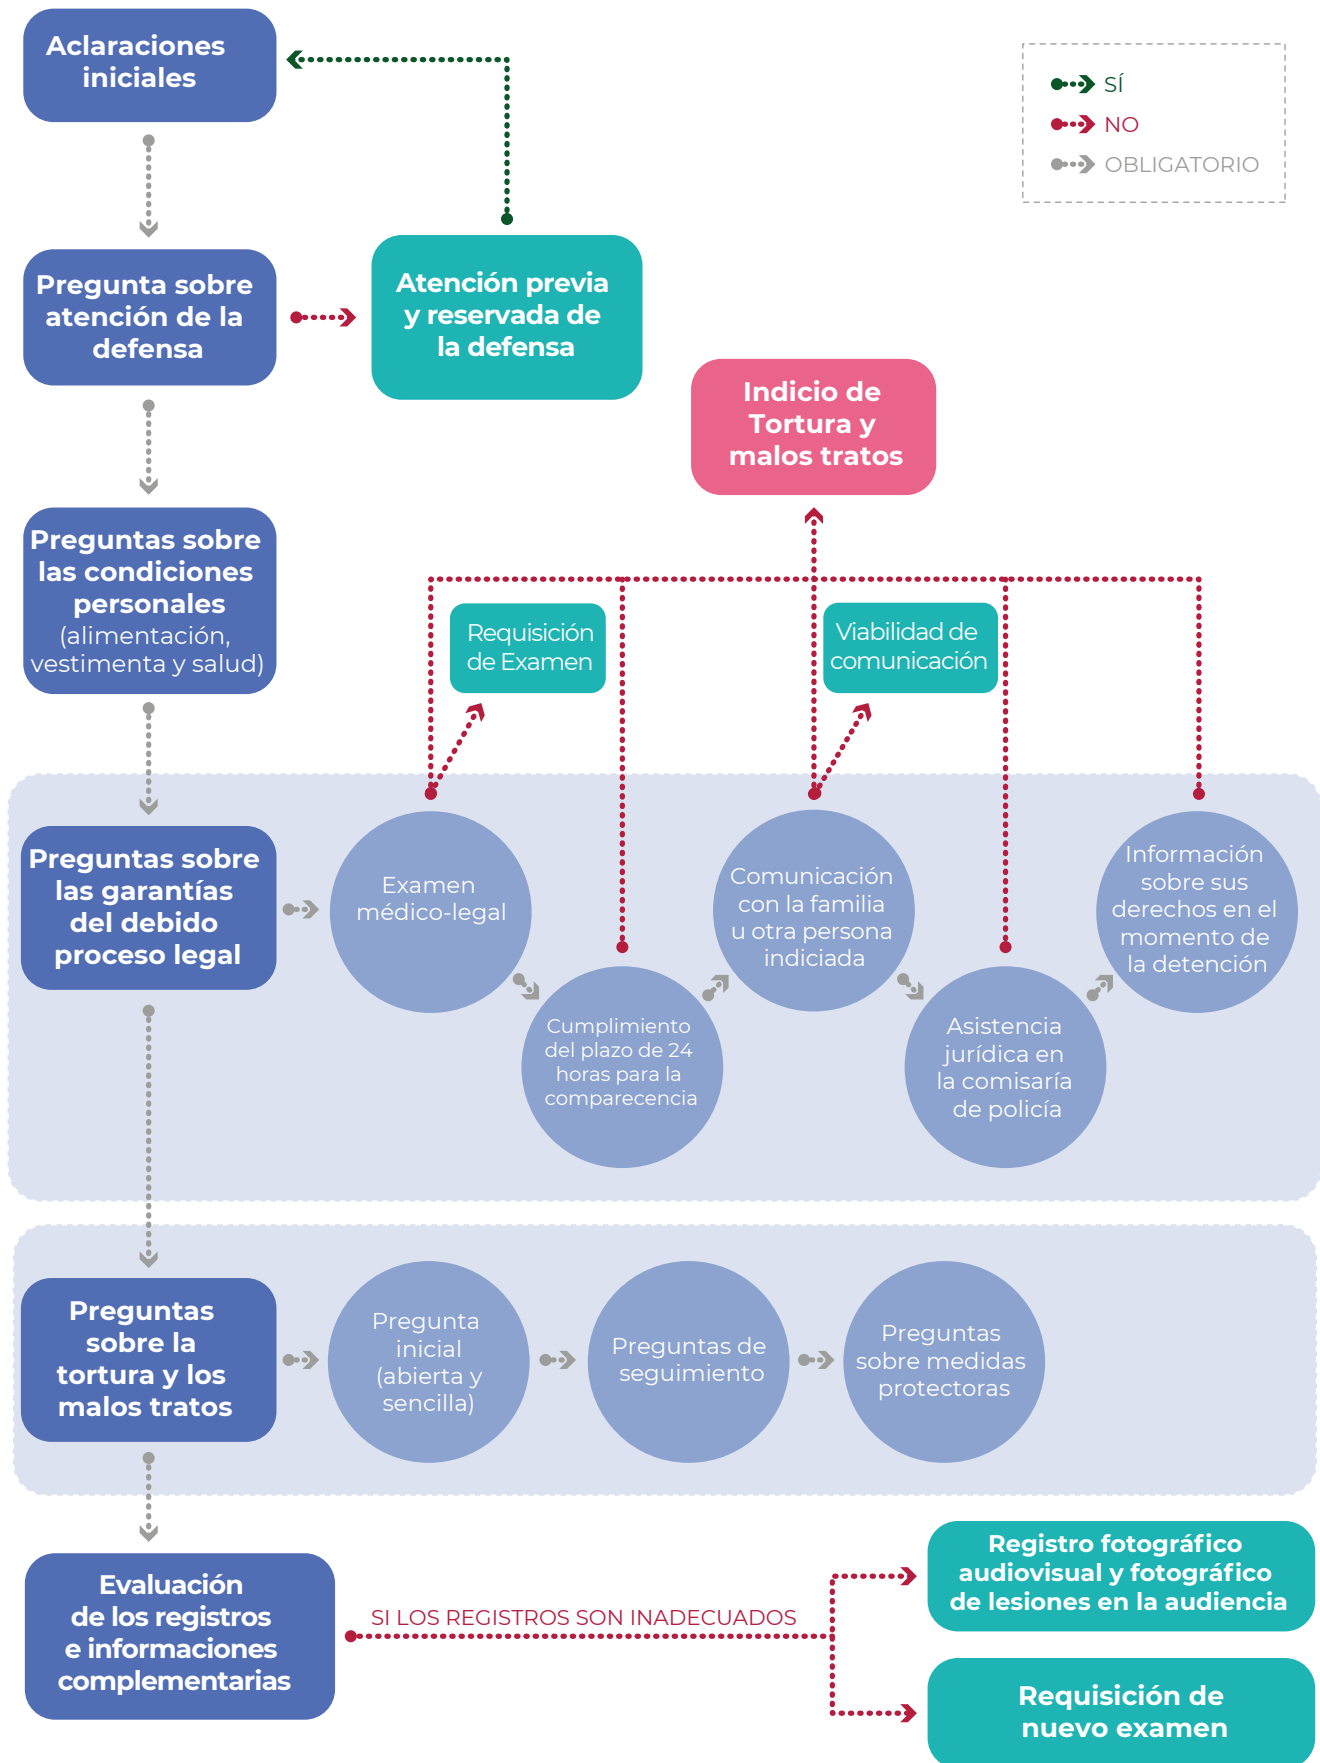 Aclaraciones
iniciales
SÍ
NO
OBLIGATORIO
Pregunta sobre
atención de la
defensa
Atención previa
y reservada de
la defensa
Indicio de
Tortura y
malos tratos
Preguntas sobre
las condiciones
personales
(alimentación,
vestimenta y salud)
Requisición
de Examen
Viabilidad de
comunicación
Preguntas sobre
las garantías
del debido
proceso legal
Examen
médico-legal
Cumplimiento
del plazo de 24
horas para la
comparecencia
Comunicación
con la familia
u otra persona
indiciada
Asistencia
jurídica en
la comisaría
de policía
Información
sobre sus
derechos en el
momento de
la detención
Preguntas
sobre la
tortura y los
malos tratos
Pregunta
inicial
(abierta y
sencilla)
Preguntas de
seguimiento
Preguntas
sobre medidas
protectoras
Evaluación
de los registros
e informaciones
complementarias
SI LOS REGISTROS SON INADECUADOS
Registro fotográfico
audiovisual y fotográfico
de lesiones en la audiencia
Requisición de
nuevo examen